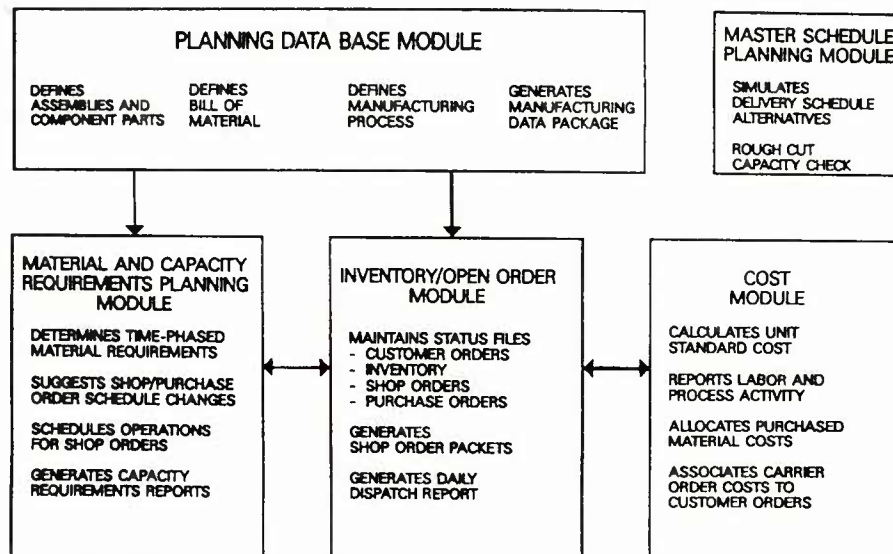 PLANNING DATA BASE MODULE
DEFINES
ASSEMBLIES AND
COMPONENT PARTS
DEFINES
BILL OF
MATERIAL
DEFINES
MANUFACTURING
PROCESS
GENERATES
MANUFACTURING
DATA PACKAGE
MASTER SCHEDULE
PLANNING MODULE
SIMULATES
DELIVERY SCHEDULE
ALTERNATIVES
ROUGH CUT
CAPACITY CHECK
MATERIAL AND CAPACITY
REQUIREMENTS PLANNING
MODULE
DETERMINES TIME-PHASED
MATERIAL REQUIREMENTS
SUGGESTS SHOP/PURCHASE
ORDER SCHEDULE CHANGES
SCHEDULES OPERATIONS
FOR SHOP ORDERS
GENERATES CAPACITY
REQUIREMENTS REPORTS
INVENTORY/OPEN ORDER
MODULE
MAINTAINS STATUS FILES
- CUSTOMER ORDERS
- INVENTORY
- SHOP ORDERS
- PURCHASE ORDERS
GENERATES
SHOP ORDER PACKETS
GENERATES DAILY
DISPATCH REPORT
COST
MODULE
CALCULATES UNIT
STANDARD COST
REPORTS LABOR AND
PROCESS ACTIVITY
ALLOCATES PURCHASED
MATERIAL COSTS
ASSOCIATES CARRIER
ORDER COSTS TO
CUSTOMER ORDERS